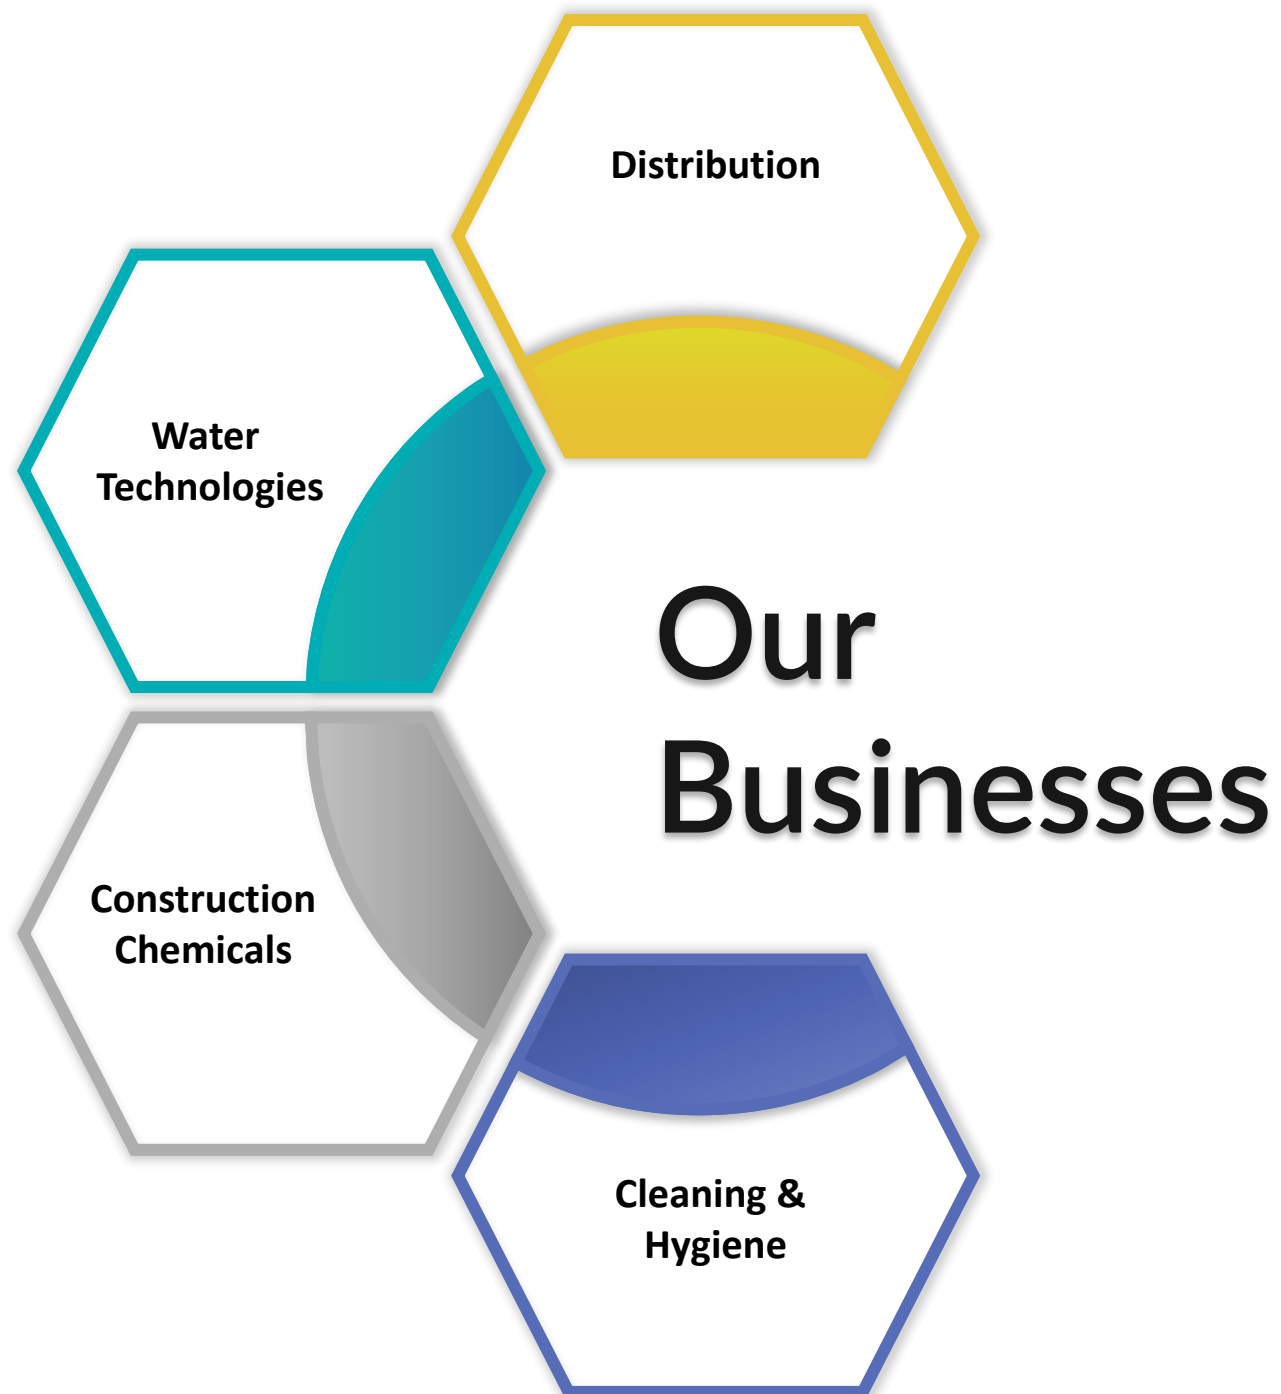 Distribution
Water
Technologies
Our
Businesses
Construction
Chemicals
Cleaning &
Hygiene